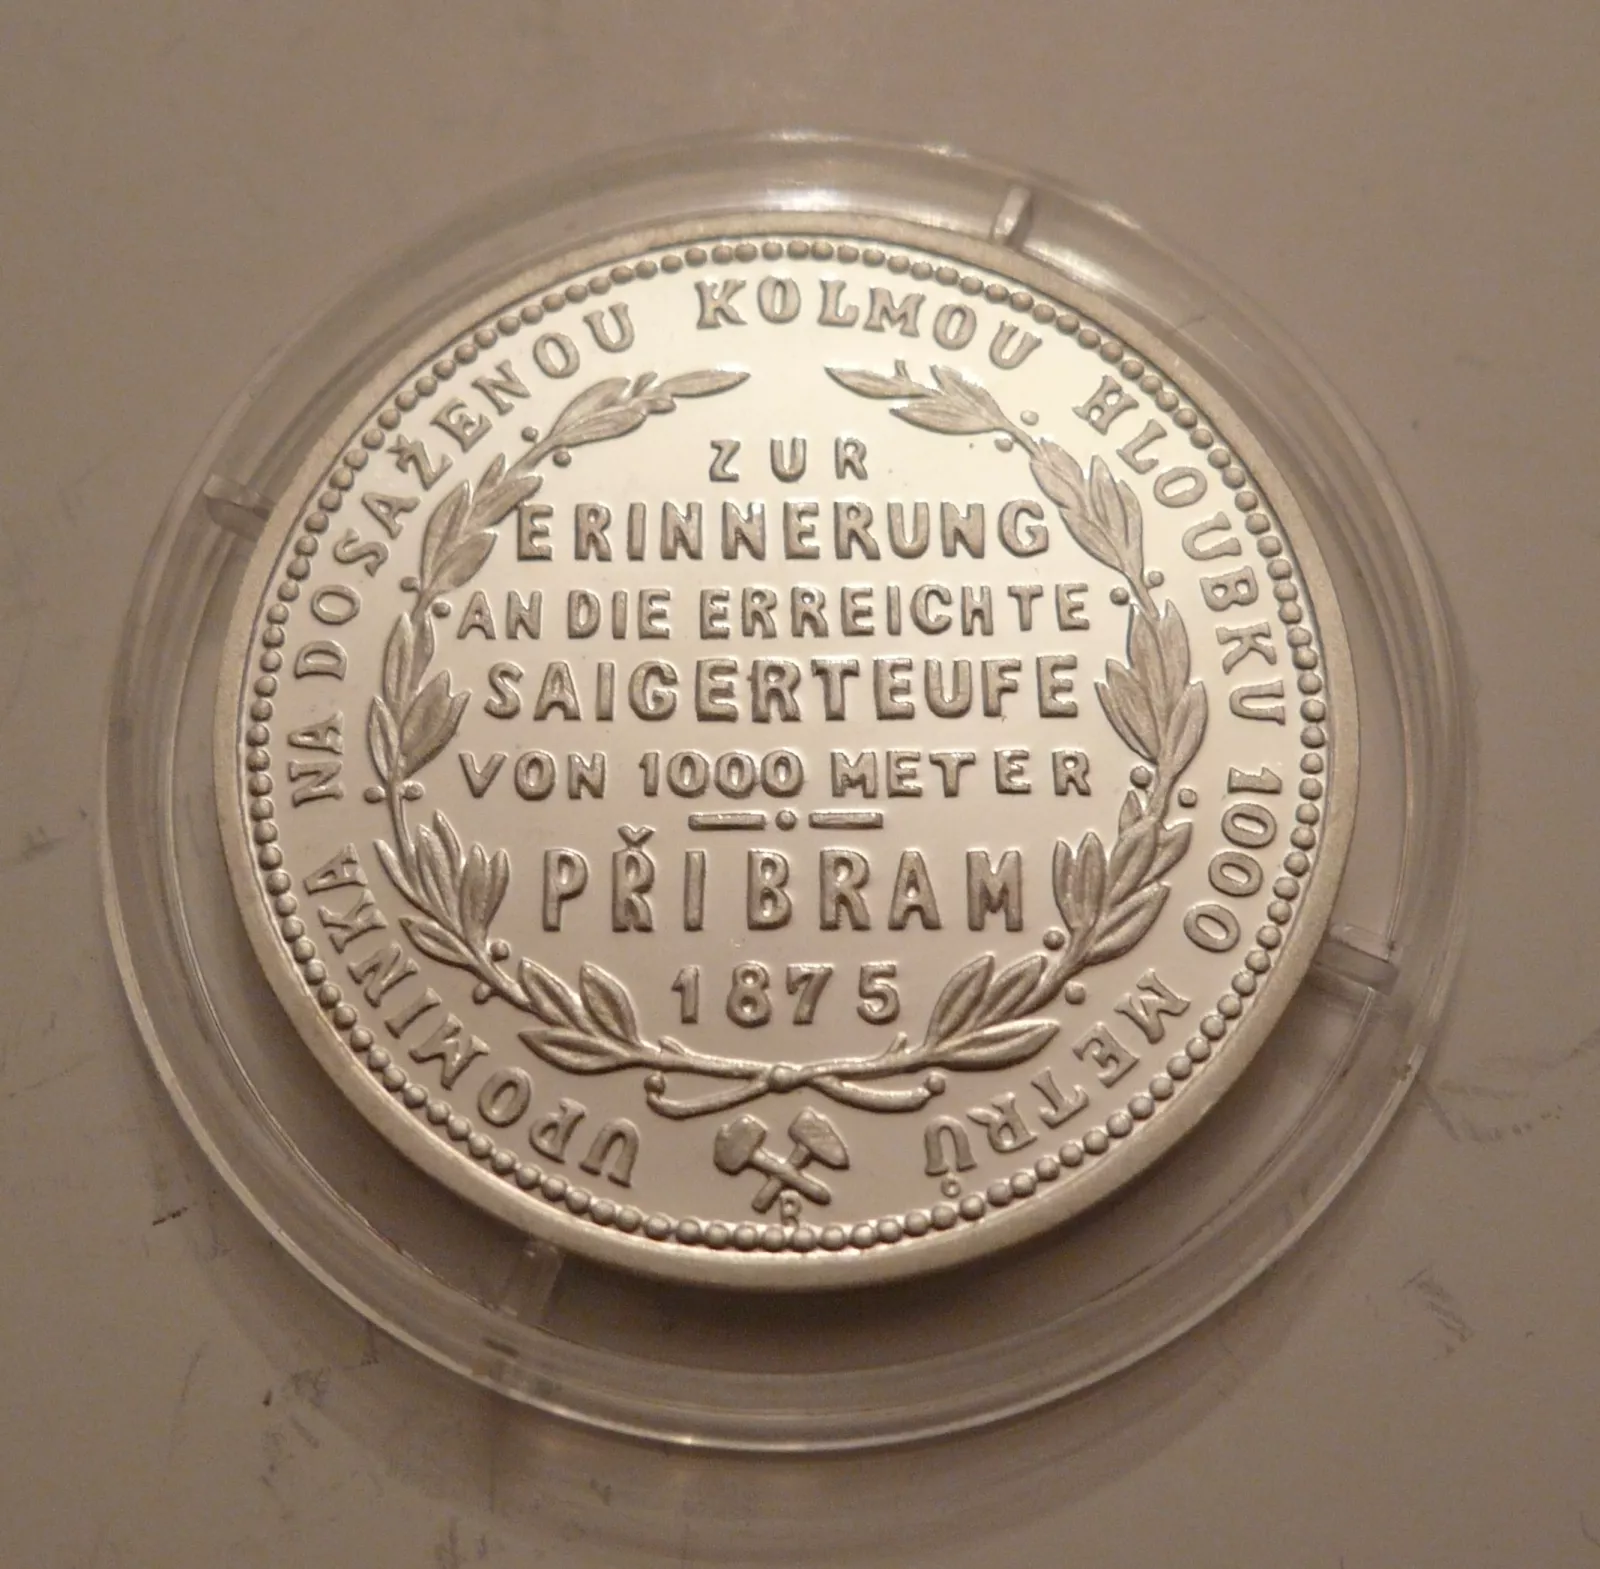 UPOMINKA NA DOSAŽENOU KOLMOU HLOUBKU 1000 METRŮ
ZUR
ERINNERUNG
AN DIE ERREICHTE
SAIGERTEUFE
VON 1000 METER
PŘIBRAM
1875